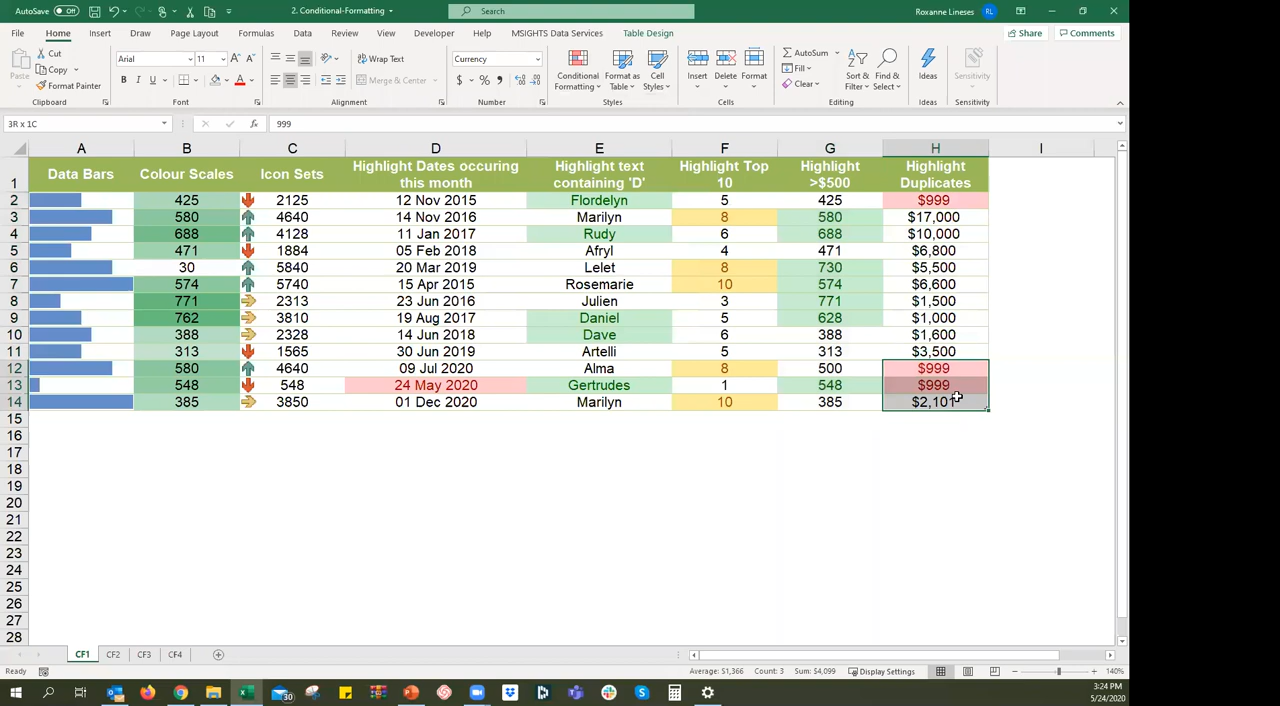 AutoSave Off 2. Conditional-Formatting Search Roxanne Lineses RL
File Home Insert Draw Page Layout Formulas Data Review View Developer Help MSIGHTS Data Services Table Design Share Comments
Cut
Copy
Format Painter
Paste
Clipboard
Arial 11
B I U
Font
Wrap Text
Merge & Center
Alignment
Currency
$ % ,
Number
Conditional Formatting
Format as Table
Cell Styles
Styles
Insert Delete Format
Cells
AutoSum
Fill
Clear
Sort & Filter
Find & Select
Editing
Ideas
Ideas
Sensitivity
Sensitivity
3R x 1C fx 999
A B C D E F G H I
1 Data Bars Colour Scales Icon Sets Highlight Dates occuring this month Highlight text containing 'D' Highlight Top 10 Highlight >$500 Highlight Duplicates
2 425 2125 12 Nov 2015 Flordelyn 5 425 $999
3 580 4640 14 Nov 2016 Marilyn 8 580 $17,000
4 688 4128 11 Jan 2017 Rudy 6 688 $10,000
5 471 1884 05 Feb 2018 Afryl 4 471 $6,800
6 30 5840 20 Mar 2019 Lelet 8 730 $5,500
7 574 5740 15 Apr 2015 Rosemarie 10 574 $6,600
8 771 2313 23 Jun 2016 Julien 3 771 $1,500
9 762 3810 19 Aug 2017 Daniel 5 628 $1,000
10 388 2328 14 Jun 2018 Dave 6 388 $1,600
11 313 1565 30 Jun 2019 Artelli 5 313 $3,500
12 580 4640 09 Jul 2020 Alma 8 500 $999
13 548 548 24 May 2020 Gertrudes 1 548 $999
14 385 3850 01 Dec 2020 Marilyn 10 385 $2,101
15
16
17
18
19
20
21
22
23
24
25
26
27
28
CF1 CF2 CF3 CF4
Ready Average: $1,366 Count: 3 Sum: $4,099 Display Settings 140%
30
3:24 PM
5/24/2020